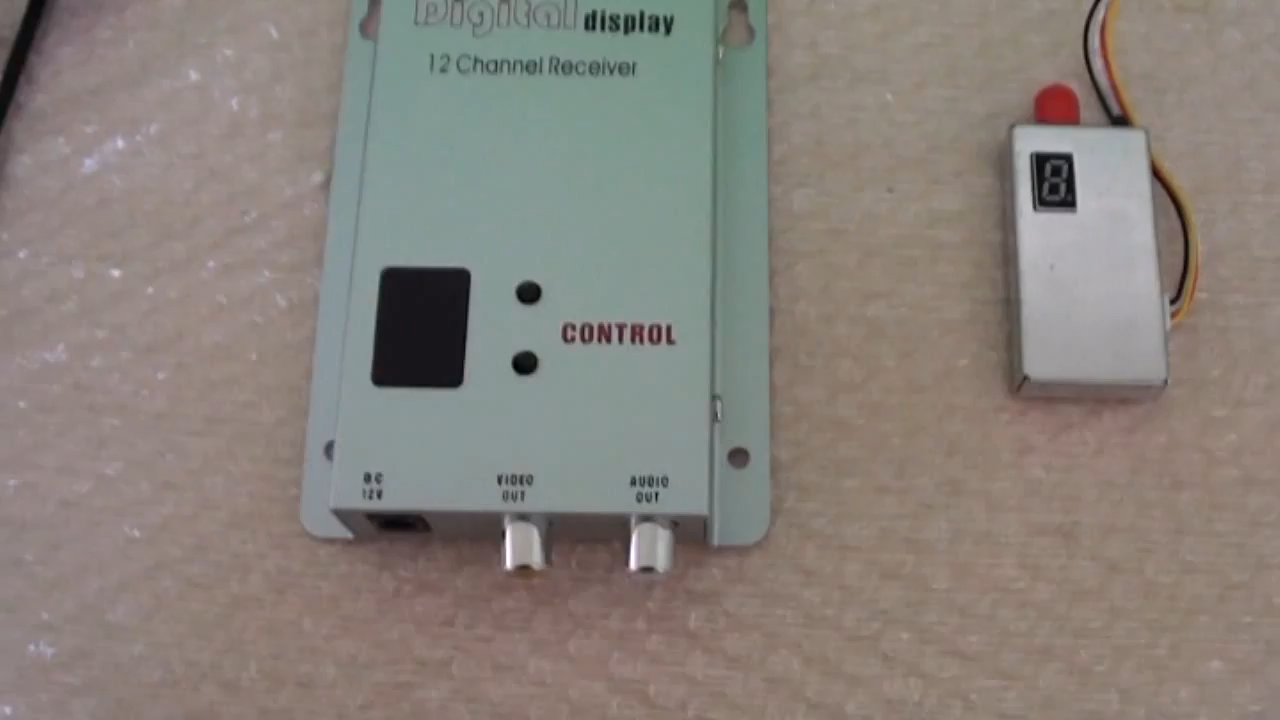 Digital display
12 Channel Receiver
CONTROL
DC
12V
VIDEO
OUT
AUDIO
OUT